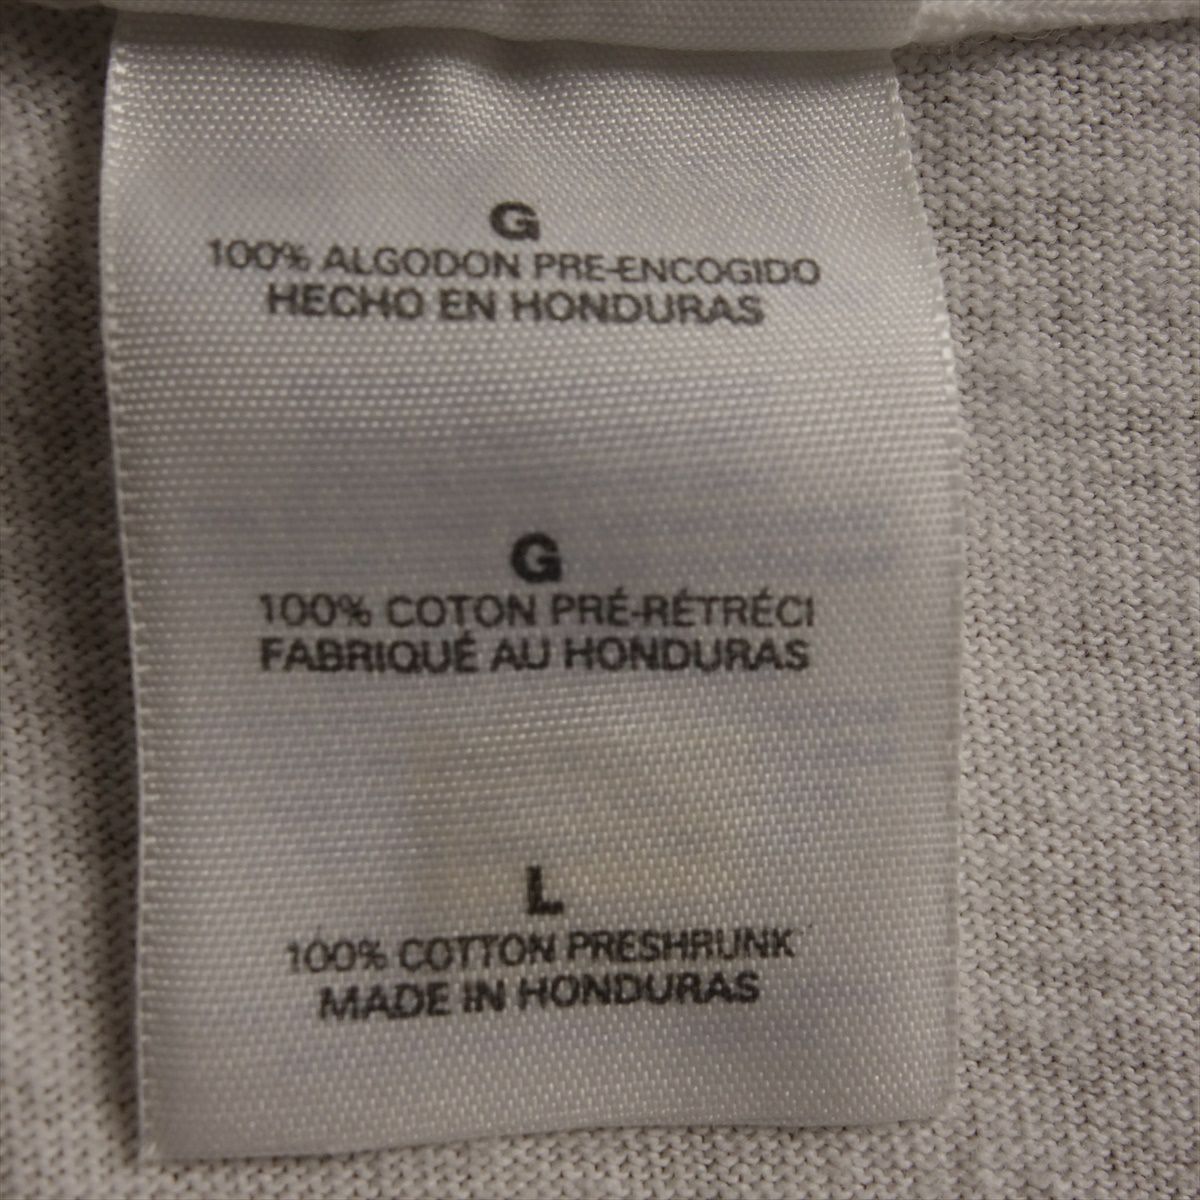 G
100% ALGODON PRE-ENCOGIDO
HECHO EN HONDURAS
G
100% COTON PRÉ-RÉTRÉCI
FABRIQUÉ AU HONDURAS
L
100% COTTON PRESHRUNK
MADE IN HONDURAS